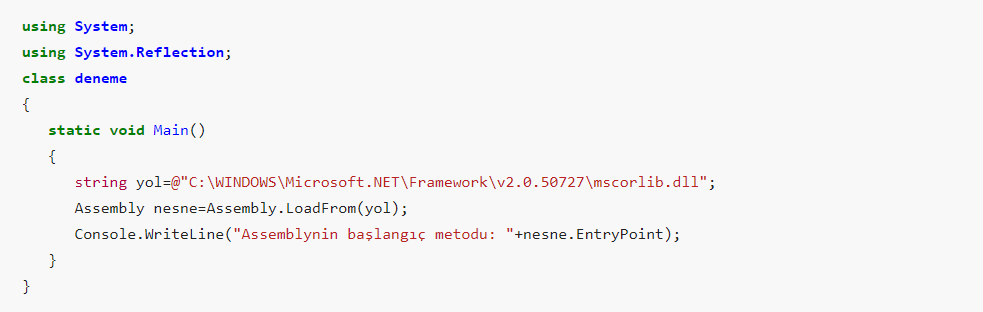 using System;
using System.Reflection;
class deneme
{
   static void Main()
   {
      string yol=@"C:\WINDOWS\Microsoft.NET\Framework\v2.0.50727\mscorlib.dll";
      Assembly nesne=Assembly.LoadFrom(yol);
      Console.WriteLine("Assemblynin başlangıç metodu: "+nesne.EntryPoint);
   }
}